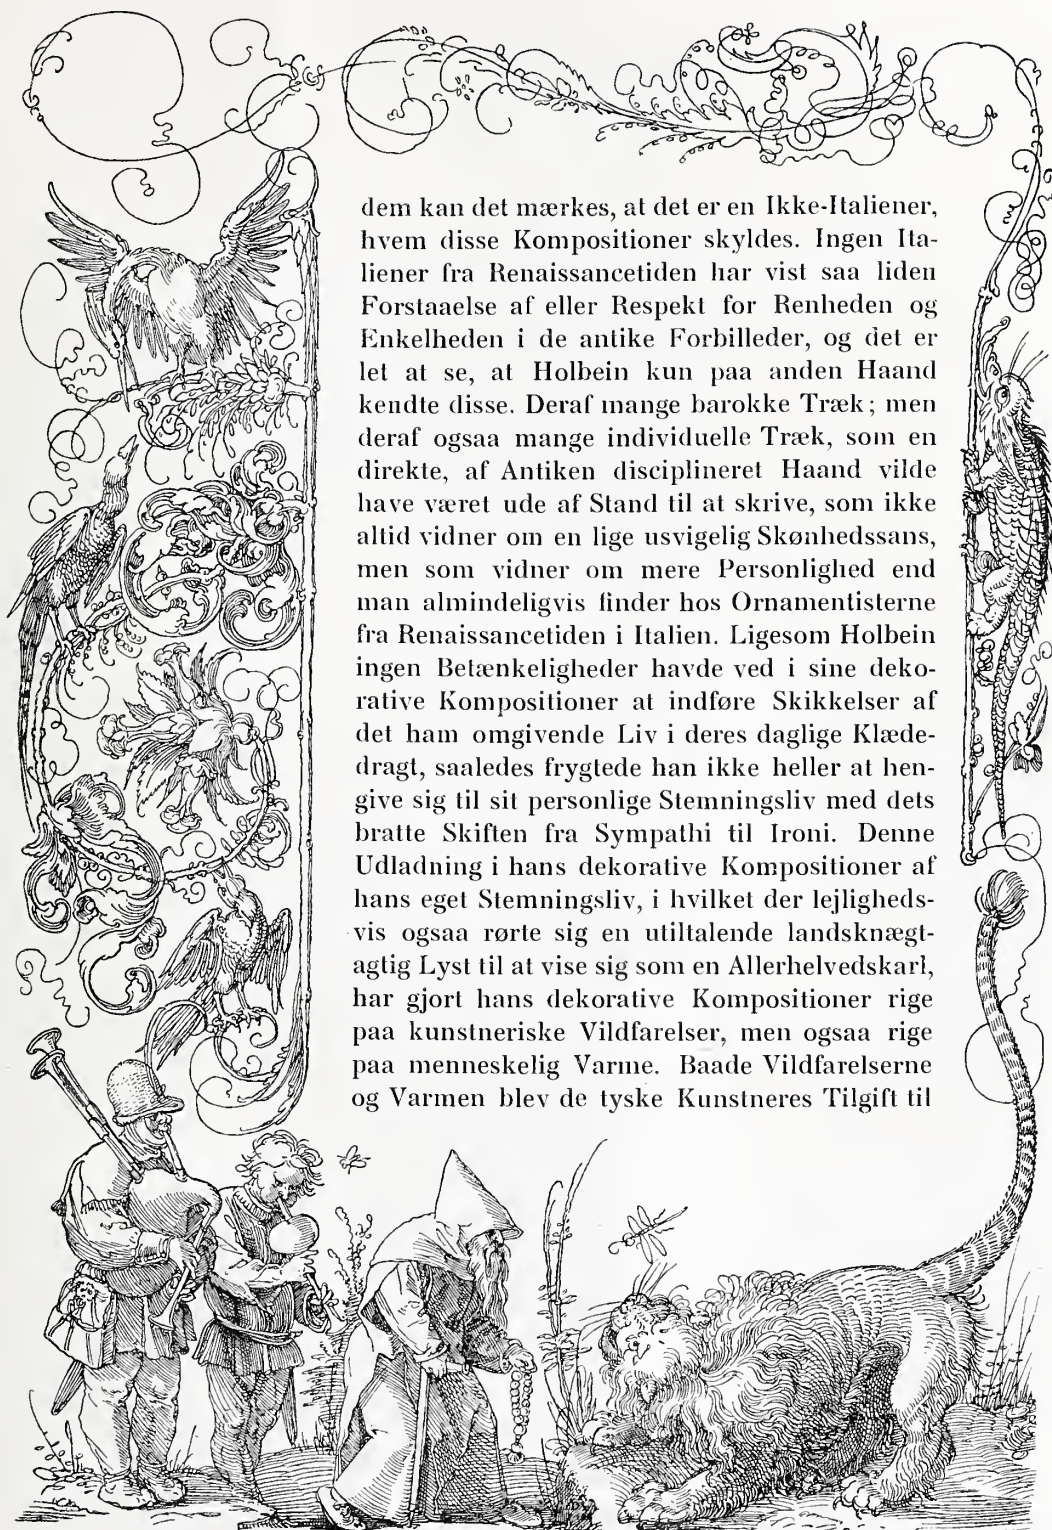 dem kan det mærkes, at det er en Ikke-Italiener,
hvem disse Kompositioner skyldes. Ingen Ita-
liener fra Renaissancetiden har vist saa liden
Forstaaelse af eller Respekt for Renheden og
Enkelheden i de antike Forbilleder, og det er
let at se, at Holbein kun paa anden Haand
kendte disse. Deraf mange barokke Træk; men
deraf ogsaa mange individuelle Træk, som en
direkte, af Antiken disciplineret Haand vilde
have været ude af Stand til at skrive, som ikke
altid vidner om en lige usvigelig Skønhedssans,
men som vidner om mere Personlighed end
man almindeligvis finder hos Ornamentisterne
fra Renaissancetiden i Italien. Ligesom Holbein
ingen Betænkeligheder havde ved i sine deko-
rative Kompositioner at indføre Skikkelser af
det ham omgivende Liv i deres daglige Klæde-
dragt, saaledes frygtede han ikke heller at hen-
give sig til sit personlige Stemningsliv med dets
bratte Skiften fra Sympathi til Ironi. Denne
Udladning i hans dekorative Kompositioner af
hans eget Stemningsliv, i hvilket der lejligheds-
vis ogsaa rørte sig en utiltalende landsknægt-
agtig Lyst til at vise sig som en Allerhelvedskarl,
har gjort hans dekorative Kompositioner rige
paa kunstneriske Vildfarelser, men ogsaa rige
paa menneskelig Varme. Baade Vildfarelserne
og Varmen blev de tyske Kunstneres Tilgift til